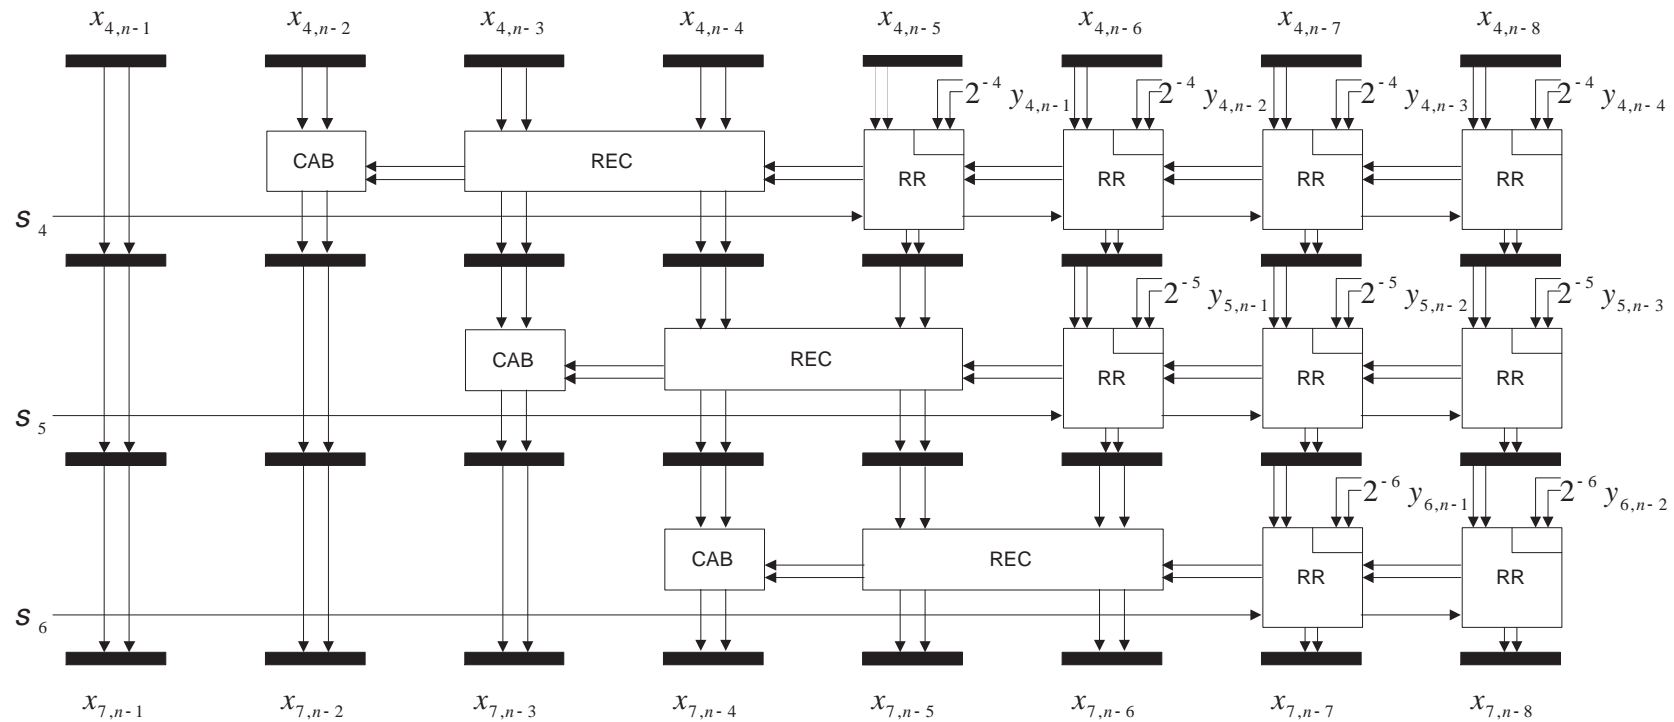 x4,n-1 x4,n-2 x4,n-3 x4,n-4 x4,n-5 x4,n-6 x4,n-7 x4,n-8
2-4 y4,n-1 2-4 y4,n-2 2-4 y4,n-3 2-4 y4,n-4
CAB REC RR RR RR RR
s4
2-5 y5,n-1 2-5 y5,n-2 2-5 y5,n-3
CAB REC RR RR RR
s5
2-6 y6,n-1 2-6 y6,n-2
CAB REC RR RR
s6
x7,n-1 x7,n-2 x7,n-3 x7,n-4 x7,n-5 x7,n-6 x7,n-7 x7,n-8